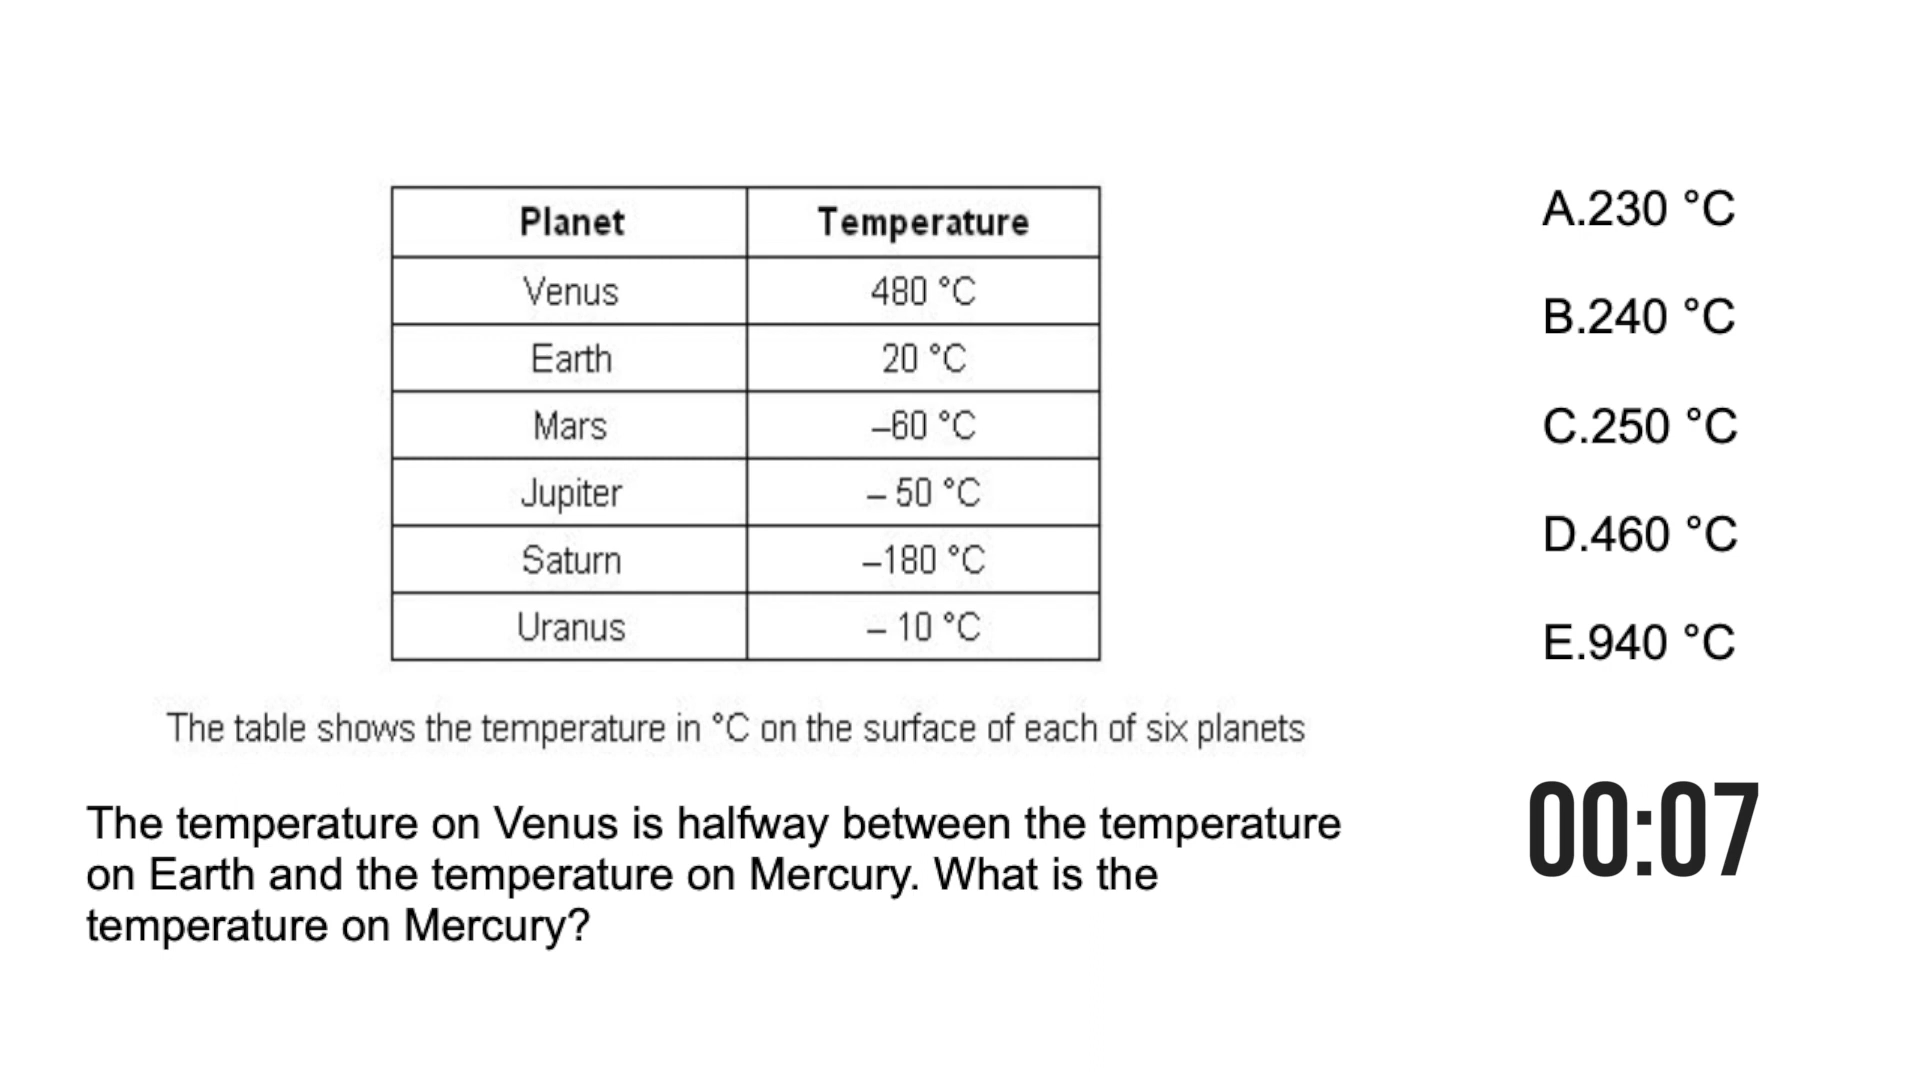 Planet Temperature
Venus 480 °C
Earth 20 °C
Mars –60 °C
Jupiter – 50 °C
Saturn –180 °C
Uranus – 10 °C
The table shows the temperature in °C on the surface of each of six planets
The temperature on Venus is halfway between the temperature
on Earth and the temperature on Mercury. What is the
temperature on Mercury?
A.230 °C
B.240 °C
C.250 °C
D.460 °C
E.940 °C
00:07